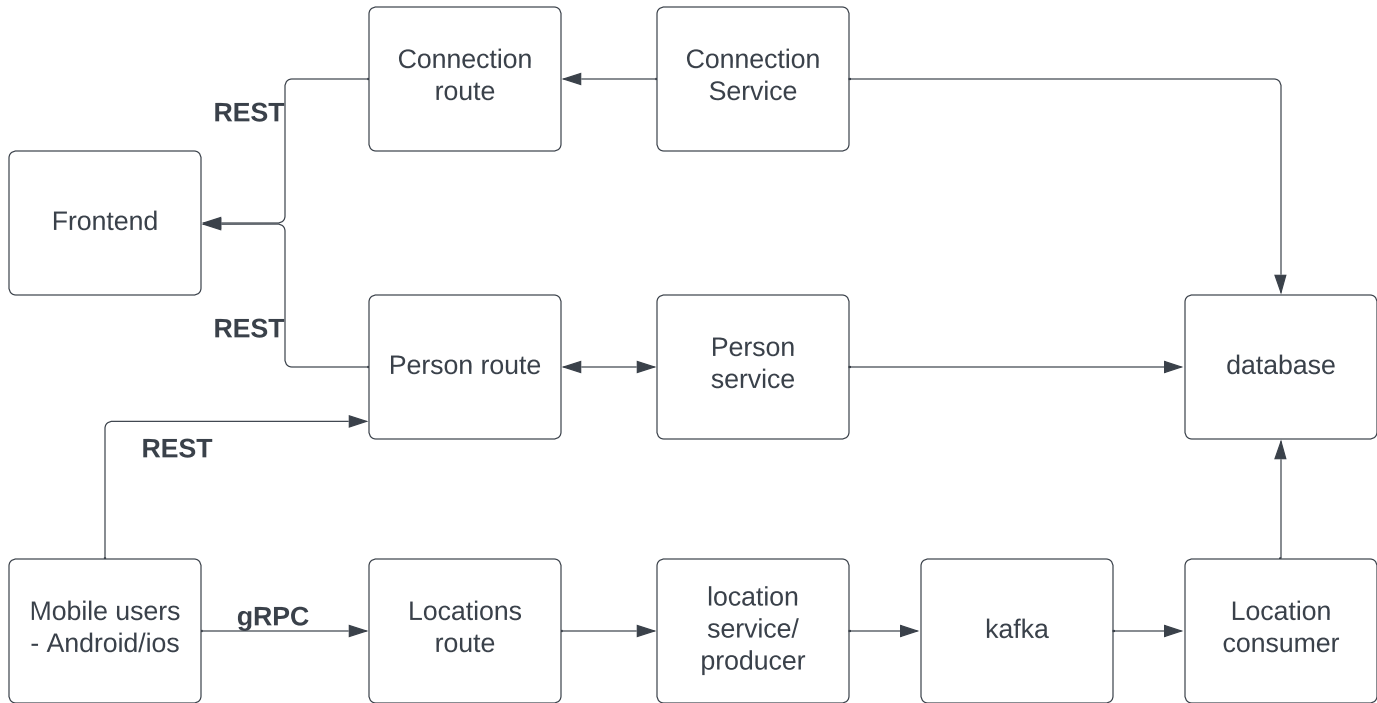 Connection
route
Connection
Service
REST
Frontend
REST
Person route
Person
service
database
REST
Mobile users
- Android/ios
gRPC
Locations
route
location
service/
producer
kafka
Location
consumer